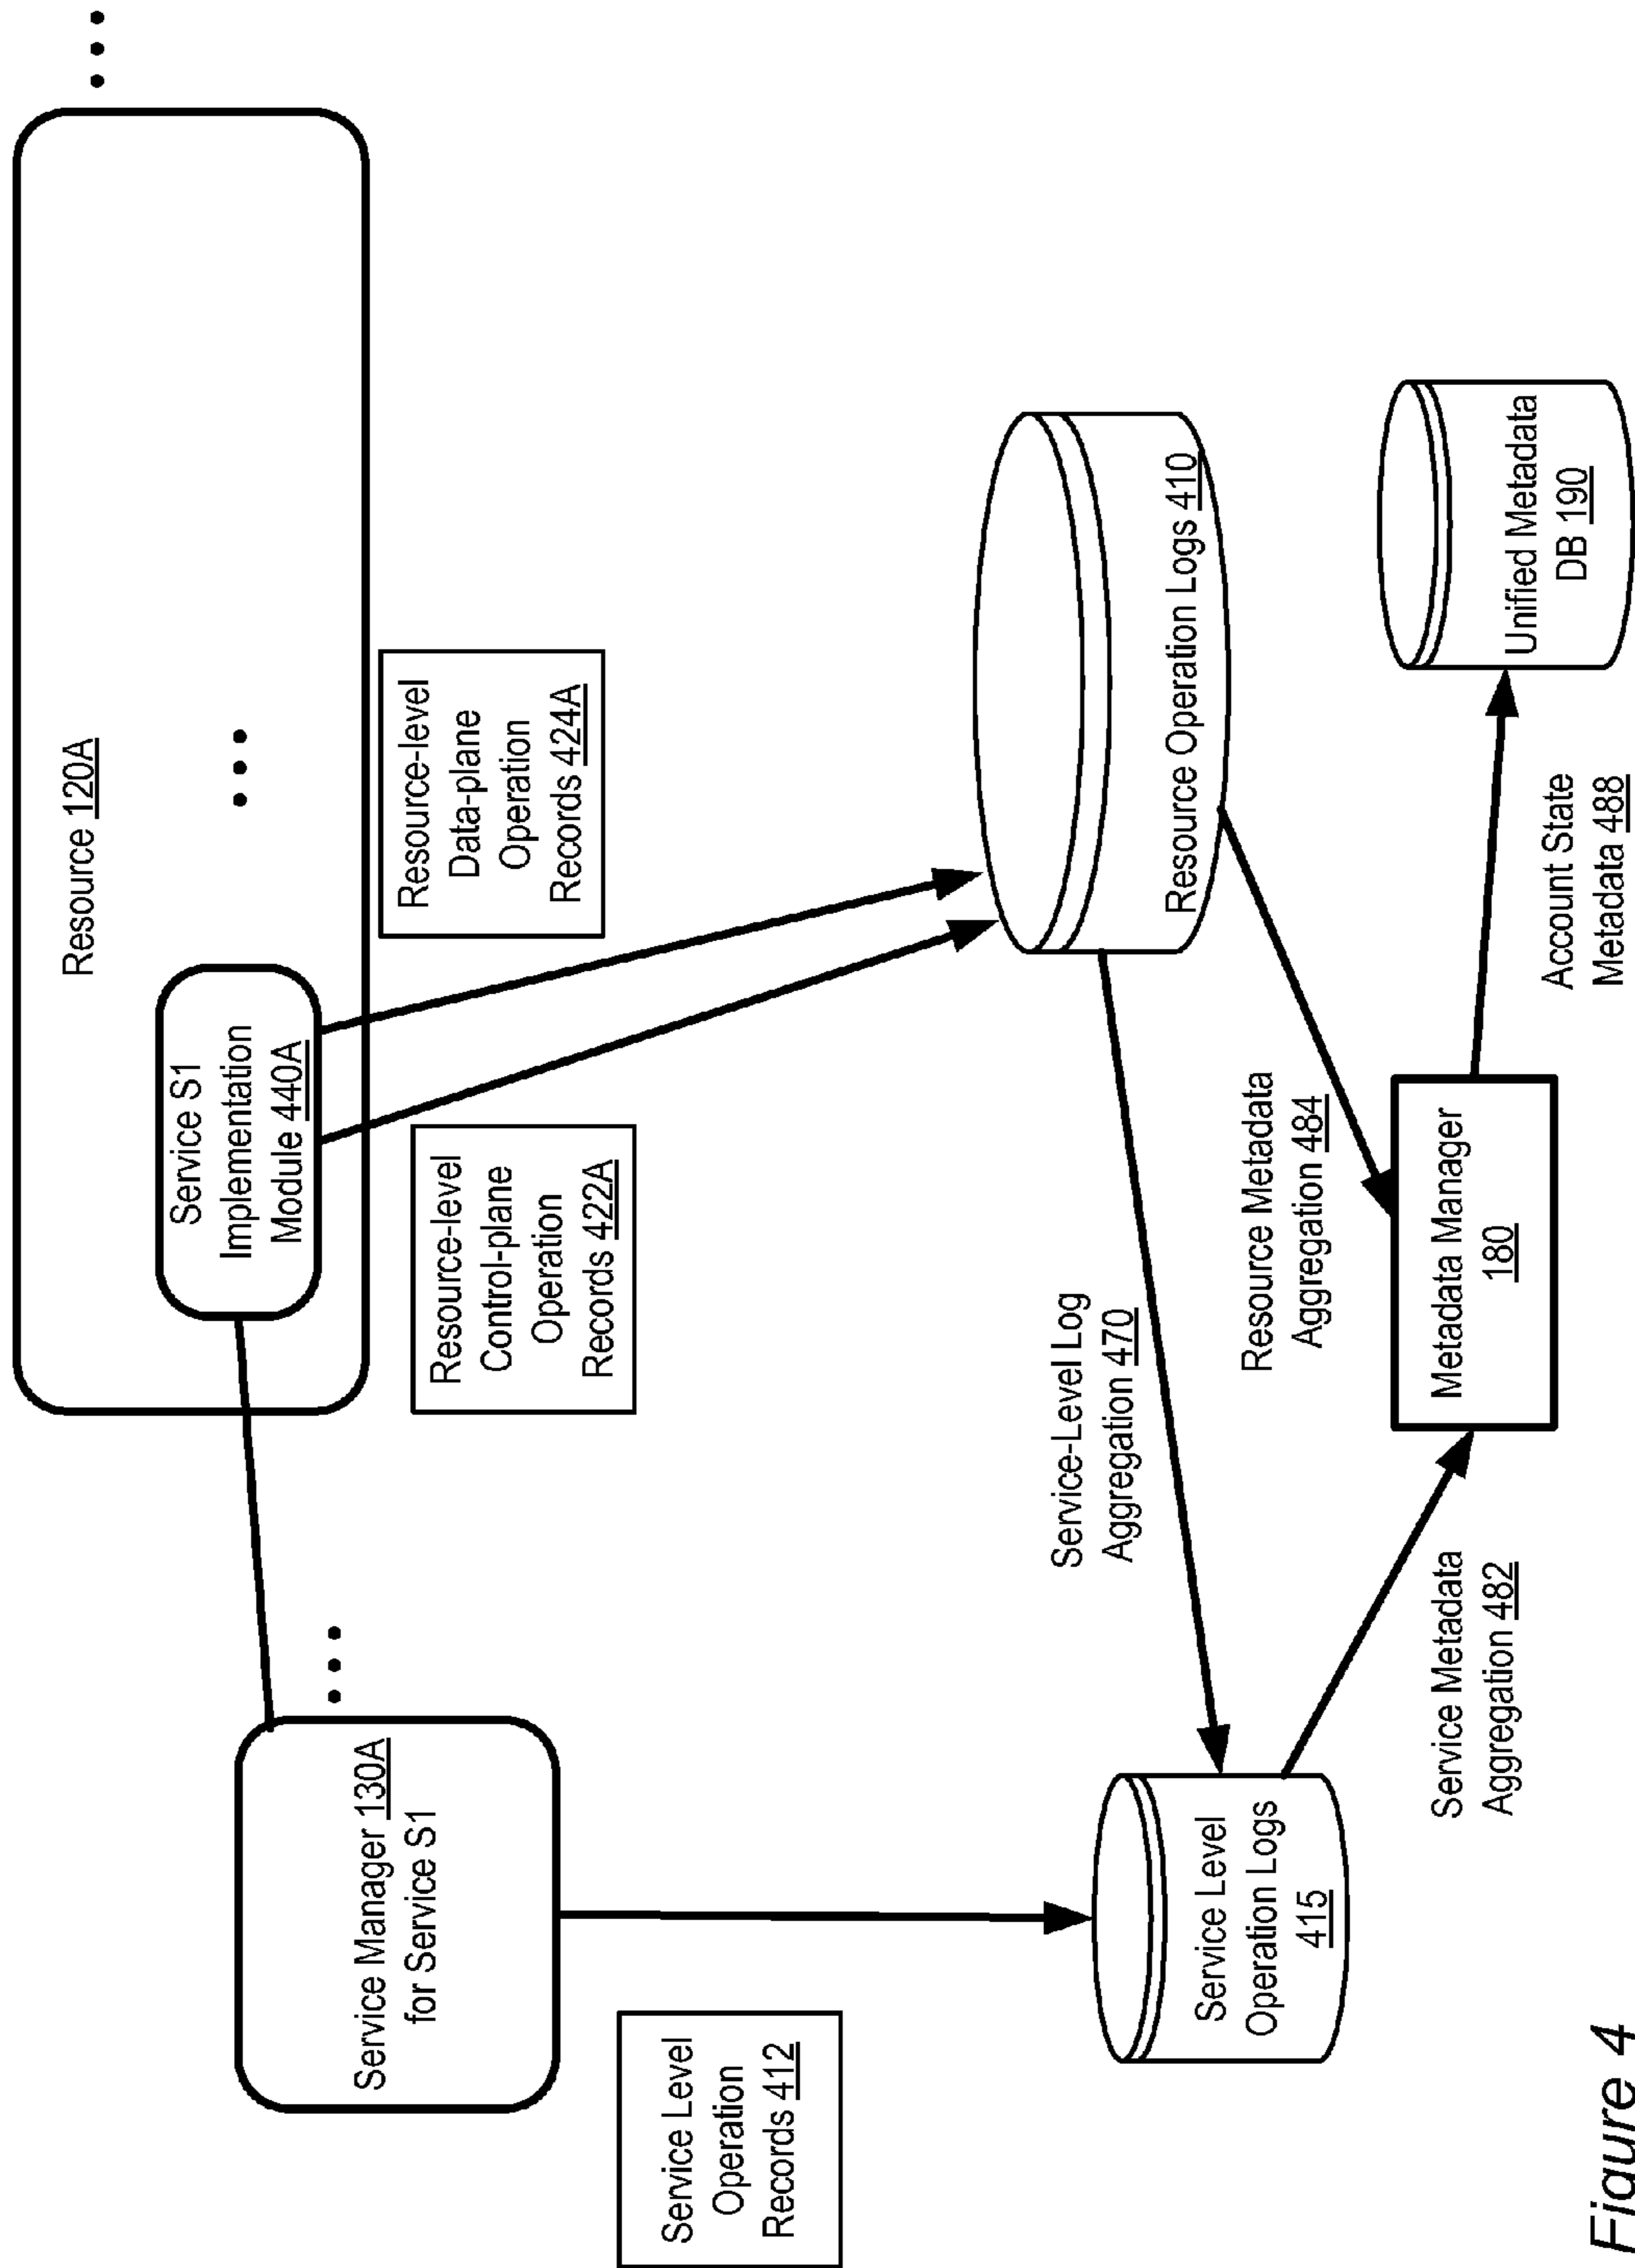 Resource 120A
Service S1
Implementation
Module 440A
Service Manager 130A
for Service S1
Resource-level
Data-plane
Operation
Records 424A
Resource-level
Control-plane
Operation
Records 422A
Service Level
Operation
Records 412
Resource Operation Logs 410
Service-Level Log
Aggregation 470
Service Level
Operation Logs
415
Resource Metadata
Aggregation 484
Service Metadata
Aggregation 482
Metadata Manager
180
Account State
Metadata 488
Unified Metadata
DB 190
Figure 4